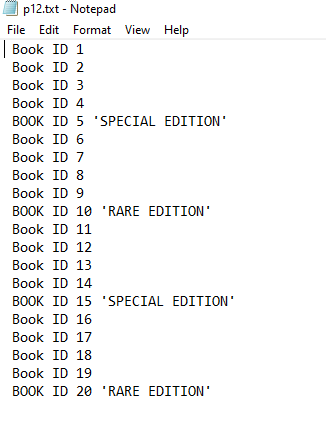 p12.txt - Notepad
File Edit Format View Help
Book ID 1
Book ID 2
Book ID 3
Book ID 4
BOOK ID 5 'SPECIAL EDITION'
Book ID 6
Book ID 7
Book ID 8
Book ID 9
BOOK ID 10 'RARE EDITION'
Book ID 11
Book ID 12
Book ID 13
Book ID 14
BOOK ID 15 'SPECIAL EDITION'
Book ID 16
Book ID 17
Book ID 18
Book ID 19
BOOK ID 20 'RARE EDITION'